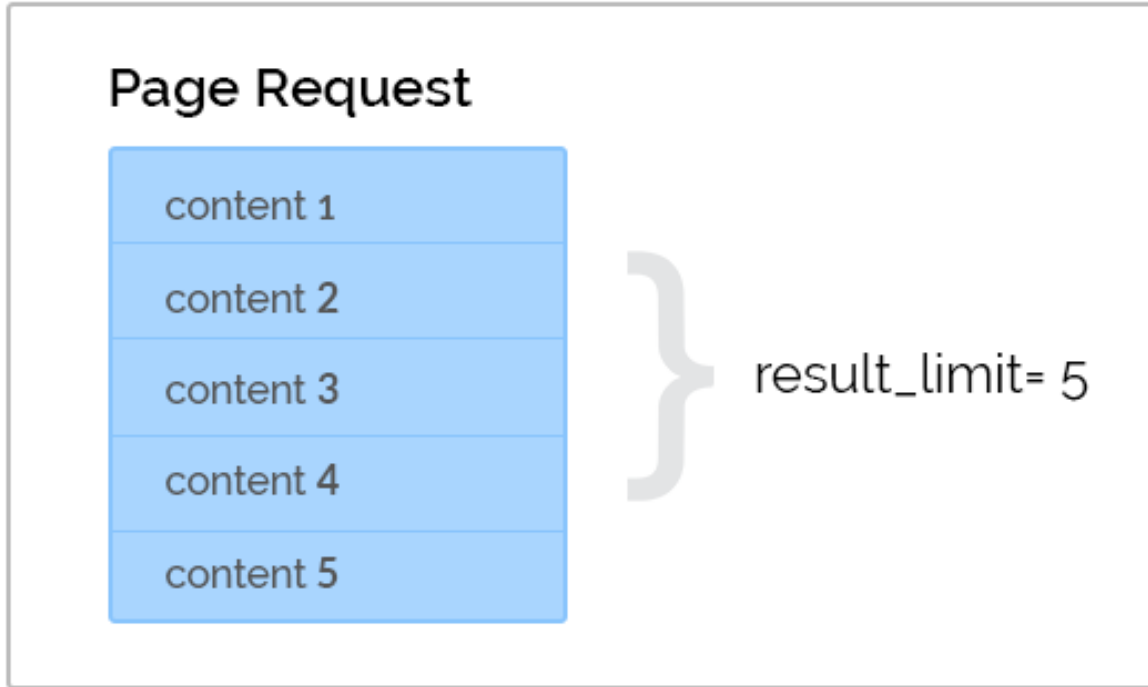 Page Request
content 1
content 2
content 3
content 4
content 5
result_limit= 5